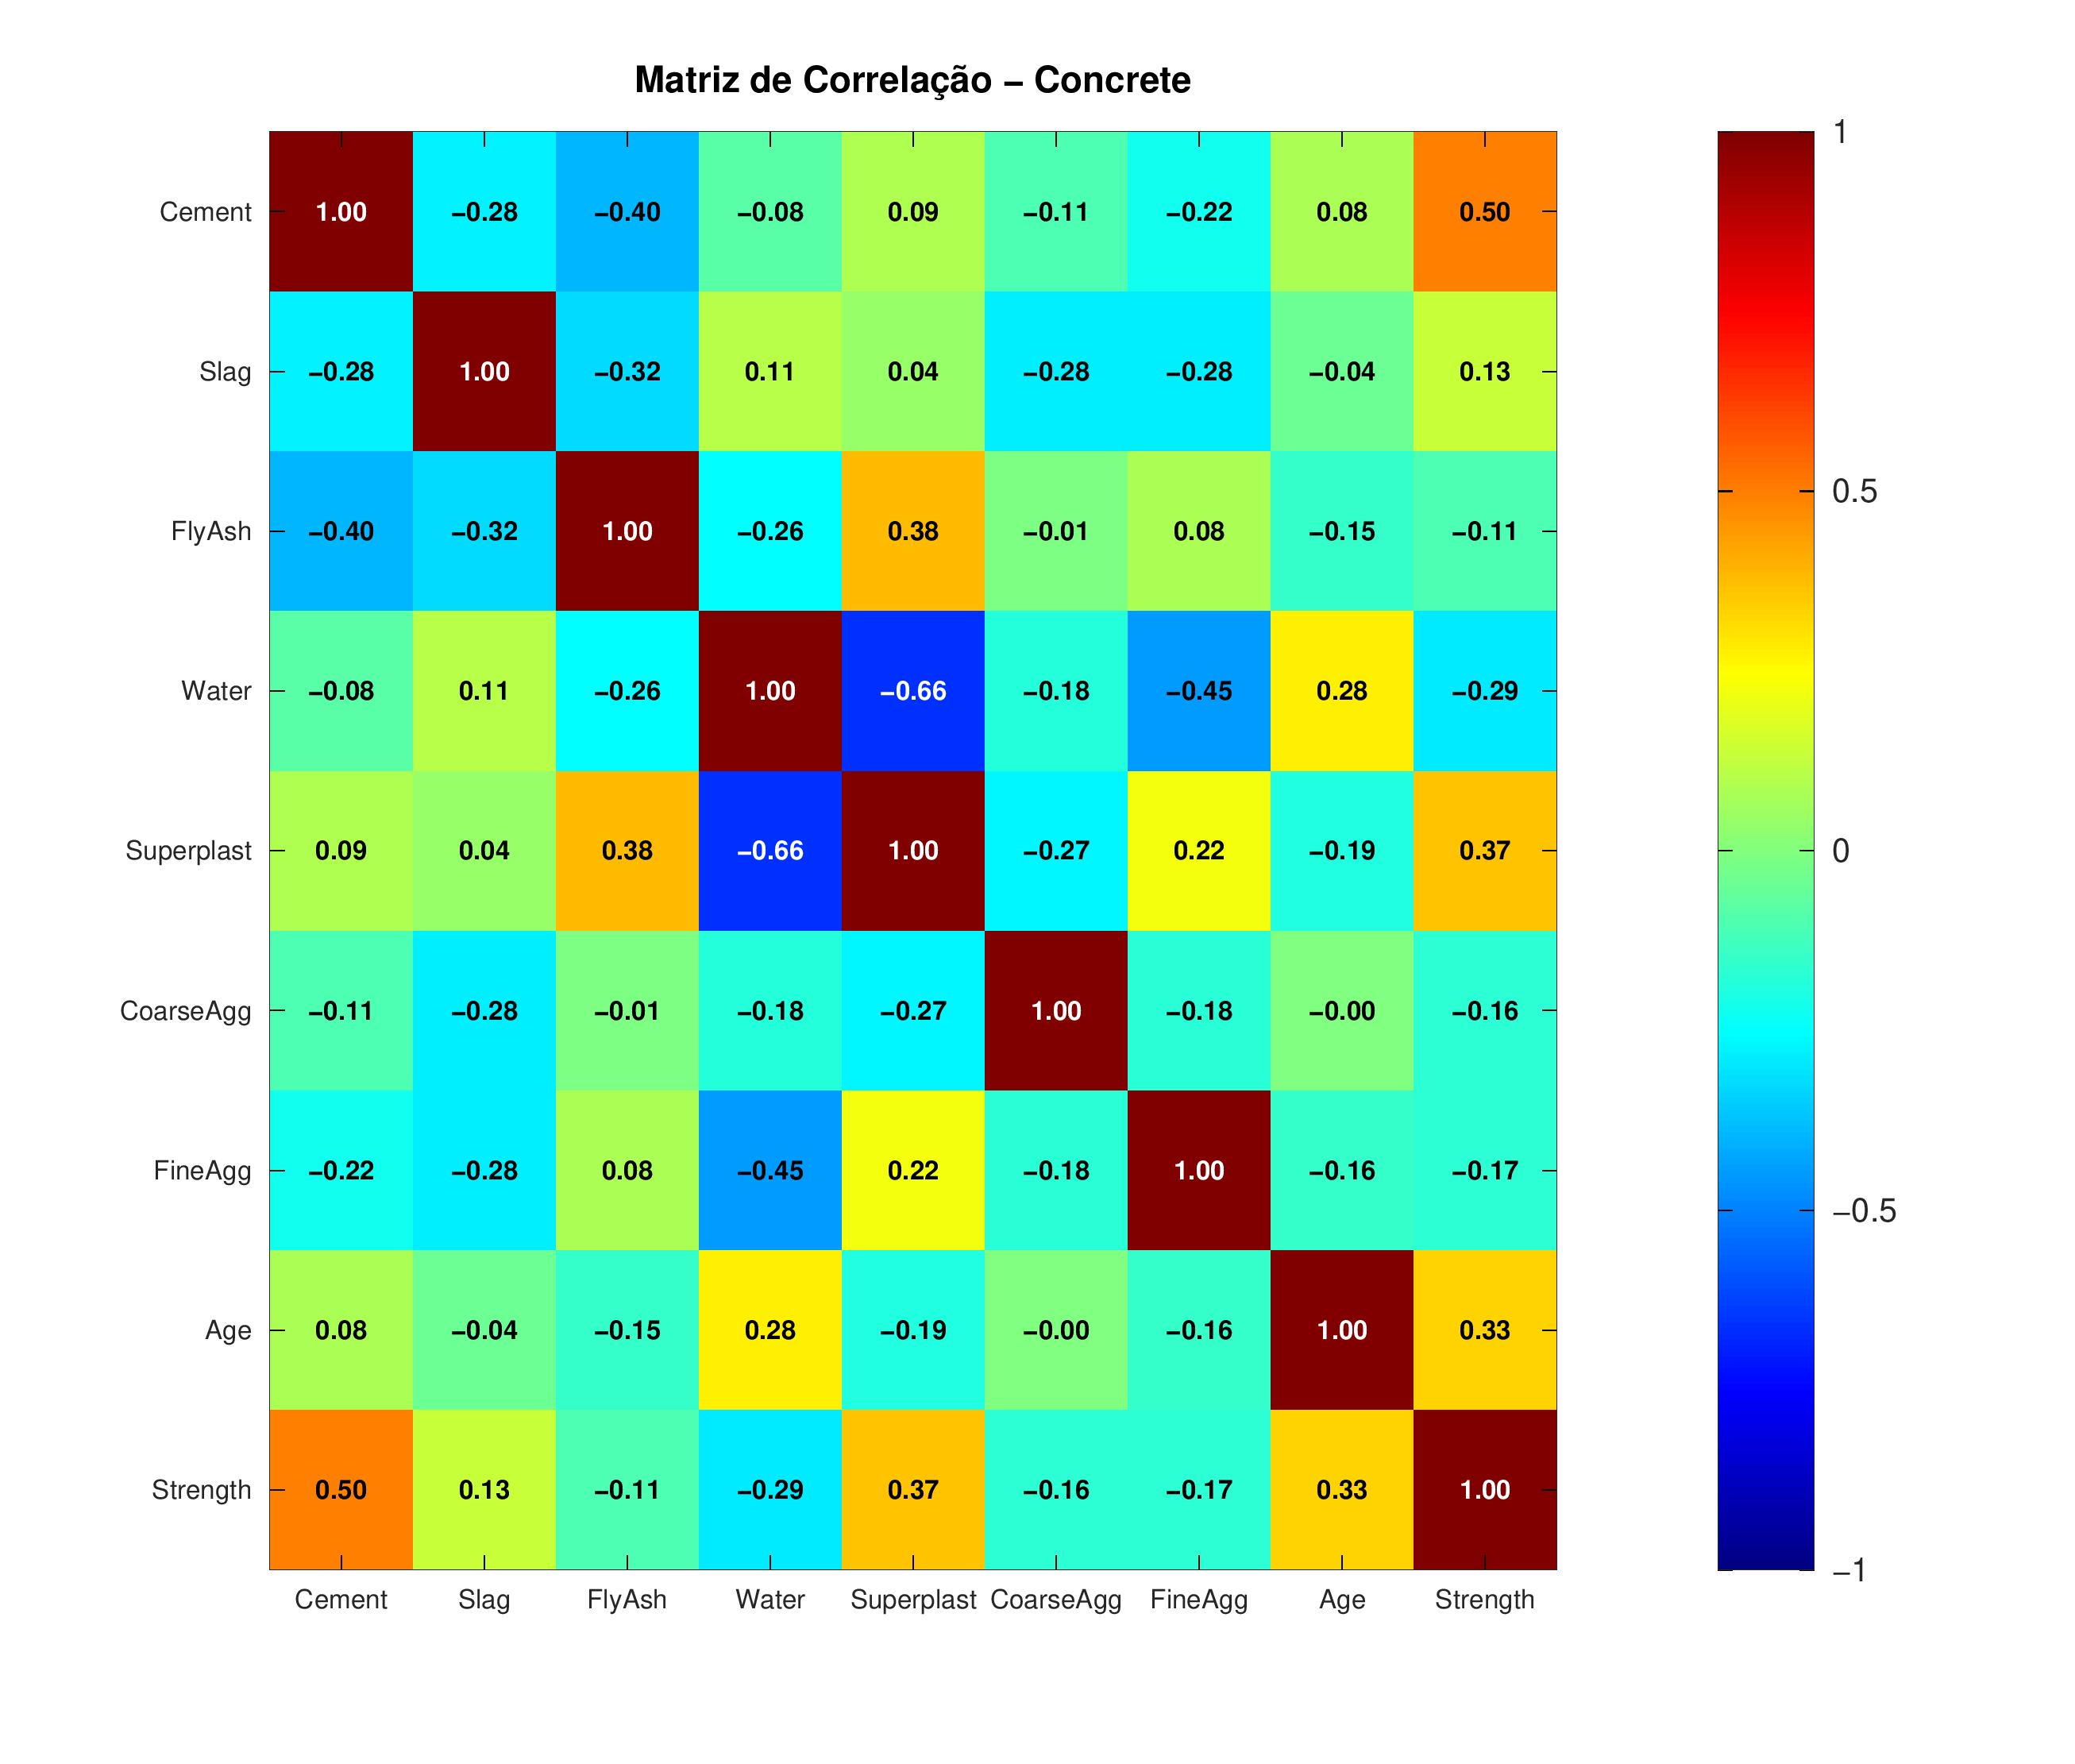 Matriz de Correlação – Concrete
Cement 1.00 −0.28 −0.40 −0.08 0.09 −0.11 −0.22 0.08 0.50
Slag −0.28 1.00 −0.32 0.11 0.04 −0.28 −0.28 −0.04 0.13
FlyAsh −0.40 −0.32 1.00 −0.26 0.38 −0.01 0.08 −0.15 −0.11
Water −0.08 0.11 −0.26 1.00 −0.66 −0.18 −0.45 0.28 −0.29
Superplast 0.09 0.04 0.38 −0.66 1.00 −0.27 0.22 −0.19 0.37
CoarseAgg −0.11 −0.28 −0.01 −0.18 −0.27 1.00 −0.18 −0.00 −0.16
FineAgg −0.22 −0.28 0.08 −0.45 0.22 −0.18 1.00 −0.16 −0.17
Age 0.08 −0.04 −0.15 0.28 −0.19 −0.00 −0.16 1.00 0.33
Strength 0.50 0.13 −0.11 −0.29 0.37 −0.16 −0.17 0.33 1.00
Cement Slag FlyAsh Water Superplast CoarseAgg FineAgg Age Strength
1
0.5
0
−0.5
−1